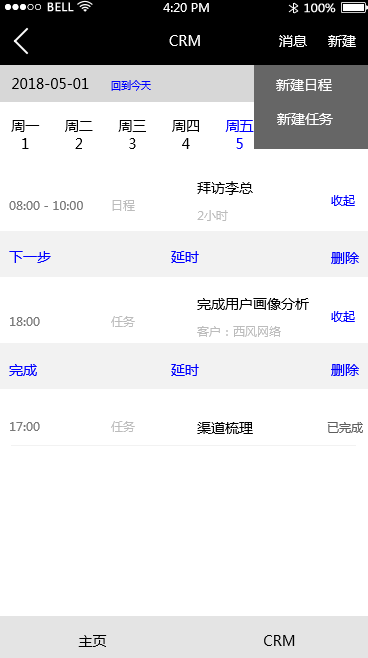 BELL 4:20 PM 100%
CRM 消息 新建
2018-05-01 回到今天 新建日程
新建任务
周一 周二 周三 周四 周五
1 2 3 4 5
拜访李总
08:00 - 10:00 日程 收起
2小时
下一步 延时 删除
完成用户画像分析
18:00 任务 收起
客户：西风网络
完成 延时 删除
17:00 任务 渠道梳理 已完成
主页 CRM